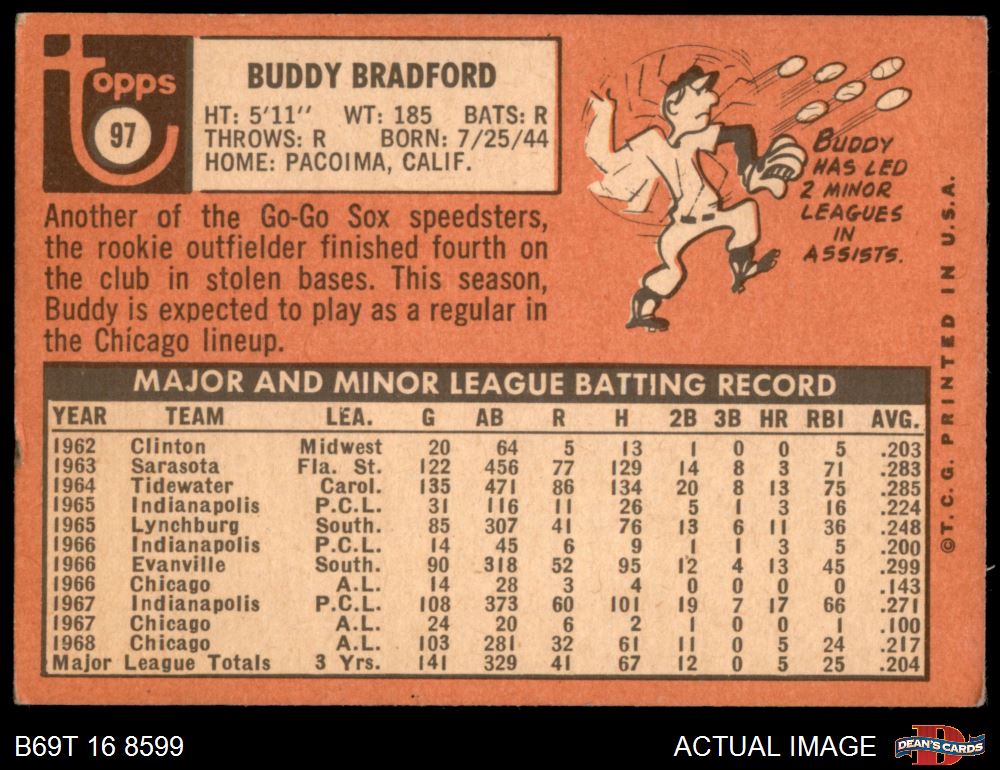 topps
97
BUDDY BRADFORD
HT: 5'11" WT: 185 BATS: R
THROWS: R BORN: 7/25/44
HOME: PACOIMA, CALIF.
Another of the Go-Go Sox speedsters,
the rookie outfielder finished fourth on
the club in stolen bases. This season,
Buddy is expected to play as a regular in
the Chicago lineup.
BUDDY
HAS LED
2 MINOR
LEAGUES
IN
ASSISTS.
MAJOR AND MINOR LEAGUE BATTING RECORD
YEAR TEAM LEA. G AB R H 2B 3B HR RBI AVG.
1962 Clinton Midwest 20 64 5 13 1 0 0 5 .203
1963 Sarasota Fla. St. 122 456 77 129 14 8 3 71 .283
1964 Tidewater Carol. 135 471 86 134 20 8 13 75 .285
1965 Indianapolis P.C.L. 31 116 11 26 5 1 3 16 .224
1965 Lynchburg South. 85 307 41 76 13 6 11 36 .248
1966 Indianapolis P.C.L. 14 45 6 9 1 1 3 5 .200
1966 Evanville South. 90 318 52 95 12 4 13 45 .299
1966 Chicago A.L. 14 28 3 4 0 0 0 0 .143
1967 Indianapolis P.C.L. 108 373 60 101 19 7 17 66 .271
1967 Chicago A.L. 24 20 6 2 1 0 0 1 .100
1968 Chicago A.L. 103 281 32 61 11 0 5 24 .217
Major League Totals 3 Yrs. 141 329 41 67 12 0 5 25 .204
©T.C.G. PRINTED IN U.S.A.
B69T 16 8599
ACTUAL IMAGE
D
DEAN'S CARDS